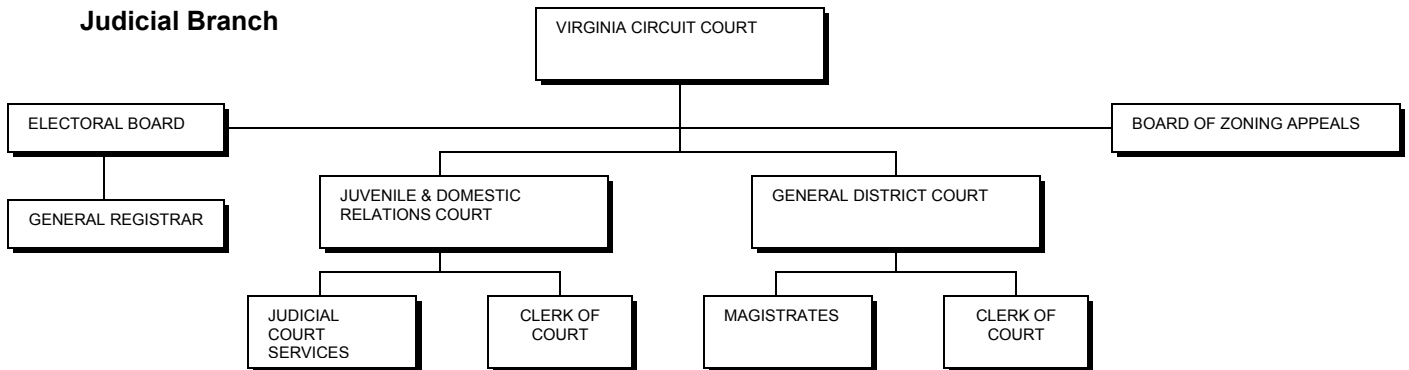 Judicial Branch
VIRGINIA CIRCUIT COURT
ELECTORAL BOARD
BOARD OF ZONING APPEALS
GENERAL REGISTRAR
JUVENILE & DOMESTIC
RELATIONS COURT
GENERAL DISTRICT COURT
JUDICIAL
COURT
SERVICES
CLERK OF
COURT
MAGISTRATES
CLERK OF
COURT